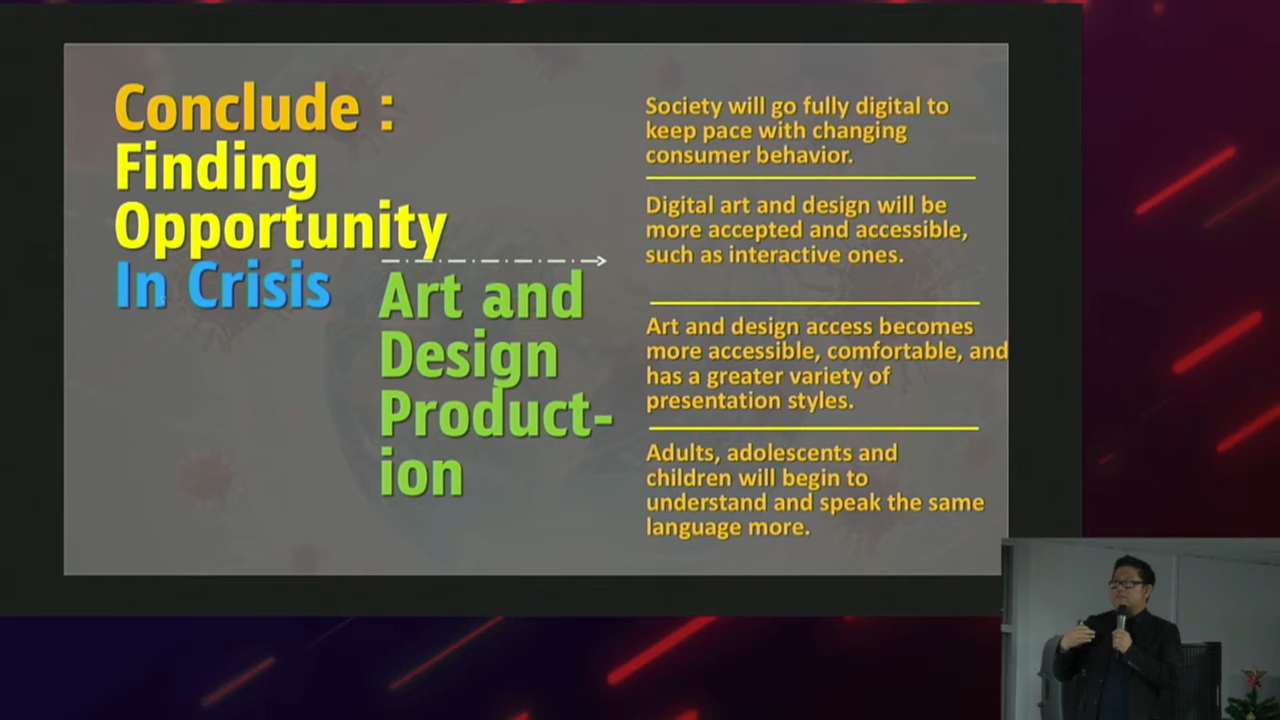 Conclude :
Finding
Opportunity
In Crisis
Art and
Design
Product-
ion
Society will go fully digital to
keep pace with changing
consumer behavior.
Digital art and design will be
more accepted and accessible,
such as interactive ones.
Art and design access becomes
more accessible, comfortable, and
has a greater variety of
presentation styles.
Adults, adolescents and
children will begin to
understand and speak the same
language more.